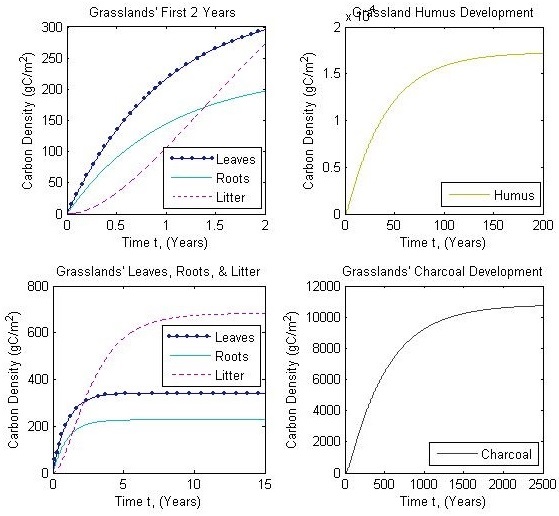 Grasslands' First 2 Years
Carbon Density (gC/m2)
300
250
200
150
100
50
0
0 0.5 1 1.5 2
Time t, (Years)
Leaves
Roots
Litter
x 10^4
Grassland Humus Development
Carbon Density (gC/m2)
2
1.5
1
0.5
0
0 50 100 150 200
Time t, (Years)
Humus
Grasslands' Leaves, Roots, & Litter
Carbon Density (gC/m2)
800
600
400
200
0
0 5 10 15
Time t, (Years)
Leaves
Roots
Litter
Grasslands' Charcoal Development
Carbon Density (gC/m2)
12000
10000
8000
6000
4000
2000
0
0 500 1000 1500 2000 2500
Time t, (Years)
Charcoal